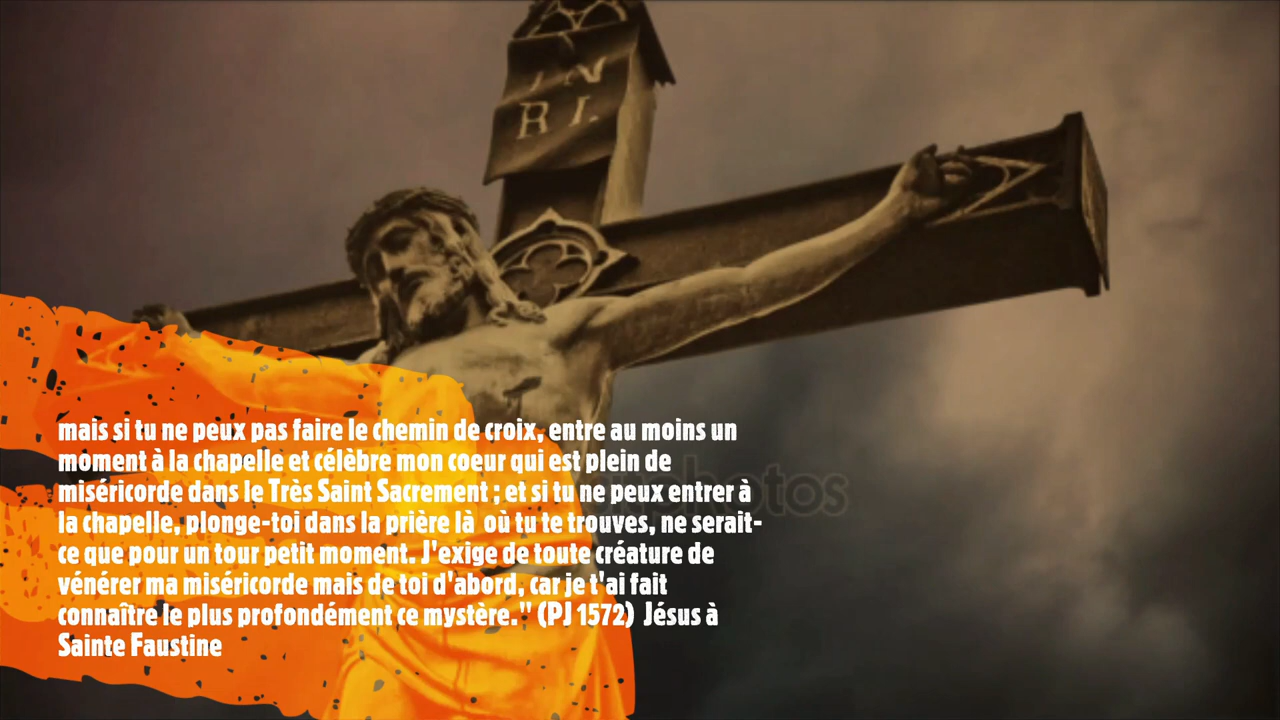 IN
RI.
mais si tu ne peux pas faire le chemin de croix, entre au moins un
moment à la chapelle et célèbre mon coeur qui est plein de
miséricorde dans le Très Saint Sacrement ; et si tu ne peux entrer à
la chapelle, plonge-toi dans la prière là où tu te trouves, ne serait-
ce que pour un tour petit moment. J'exige de toute créature de
vénérer ma miséricorde mais de toi d'abord, car je t'ai fait
connaître le plus profondément ce mystère." (PJ 1572) Jésus à
Sainte Faustine